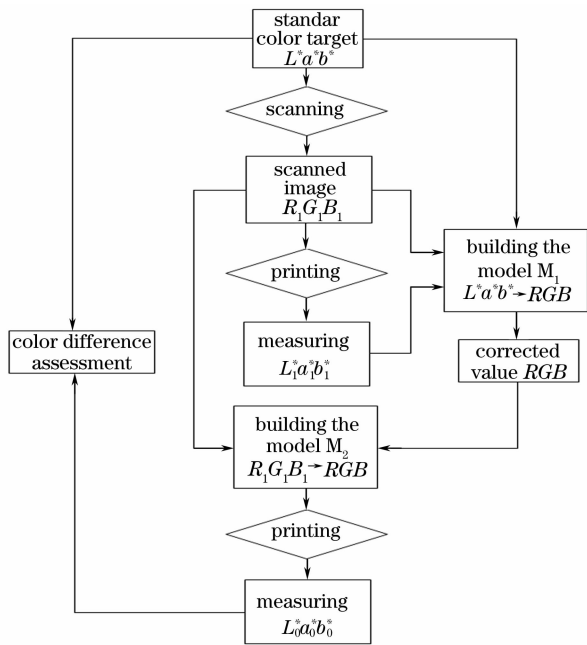 standar
color target
L*a*b*
scanning
scanned
image
R₁G₁B₁
printing
building the
model M₁
L*a*b*→RGB
measuring
L₁*a₁*b₁*
corrected
value RGB
color difference
assessment
building the
model M₂
R₁G₁B₁→RGB
printing
measuring
L₀*a₀*b₀*